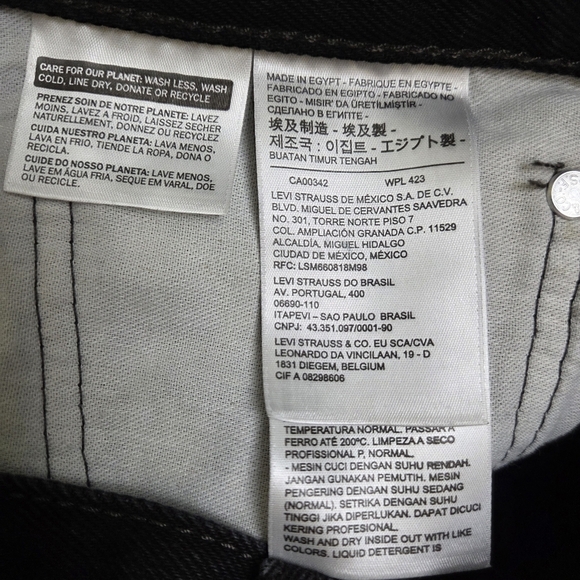 CARE FOR OUR PLANET: WASH LESS, WASH
COLD, LINE DRY, DONATE OR RECYCLE
PRENEZ SOIN DE NOTRE PLANETE: LAVEZ
MOINS, LAVEZ A FROID, LAISSEZ SECHER
NATURELLEMENT, DONNEZ OU RECYCLEZ
CUIDA NUESTRO PLANETA: LAVA MENOS,
LAVA EN FRIO, TIENDE LA ROPA, DONA O
RECICLA.
CUIDE DO NOSSO PLANETA: LAVE MENOS,
LAVE EM ÁGUA FRIA, SEQUE EM VARAL, DOE
OU RECICLE.
MADE IN EGYPT - FABRIQUE EN EGYPTE -
FABRICADO EN EGIPTO - FABRICADO NO
EGITO - MISIR' DA ÜRETİLMİŞTİR -
СДЕЛАНО В ЕГИПТЕ -
埃及制造 - 埃及製 -
제조국 : 이집트 - エジプト製 -
BUATAN TIMUR TENGAH
CA00342 WPL 423
LEVI STRAUSS DE MÉXICO S.A. DE C.V.
BLVD. MIGUEL DE CERVANTES SAAVEDRA
NO. 301, TORRE NORTE PISO 7
COL. AMPLIACIÓN GRANADA C.P. 11529
ALCALDÍA, MIGUEL HIDALGO
CIUDAD DE MÉXICO, MÉXICO
RFC: LSM660818M98
LEVI STRAUSS DO BRASIL
AV. PORTUGAL, 400
06690-110
ITAPEVI – SAO PAULO BRASIL
CNPJ: 43.351.097/0001-90
LEVI STRAUSS & CO. EU SCA/CVA
LEONARDO DA VINCILAAN, 19 - D
1831 DIEGEM, BELGIUM
CIF A 08298606
TEMPERATURA NORMAL. PASSAR A
FERRO ATÉ 200ºC. LIMPEZA A SECO
PROFISSIONAL P, NORMAL.
- MESIN CUCI DENGAN SUHU RENDAH.
JANGAN GUNAKAN PEMUTIH. MESIN
PENGERING DENGAN SUHU SEDANG
(NORMAL). SETRIKA DENGAN SUHU
TINGGI JIKA DIPERLUKAN. DAPAT DICUCI
KERING PROFESIONAL.
WASH AND DRY INSIDE OUT WITH LIKE
COLORS. LIQUID DETERGENT IS